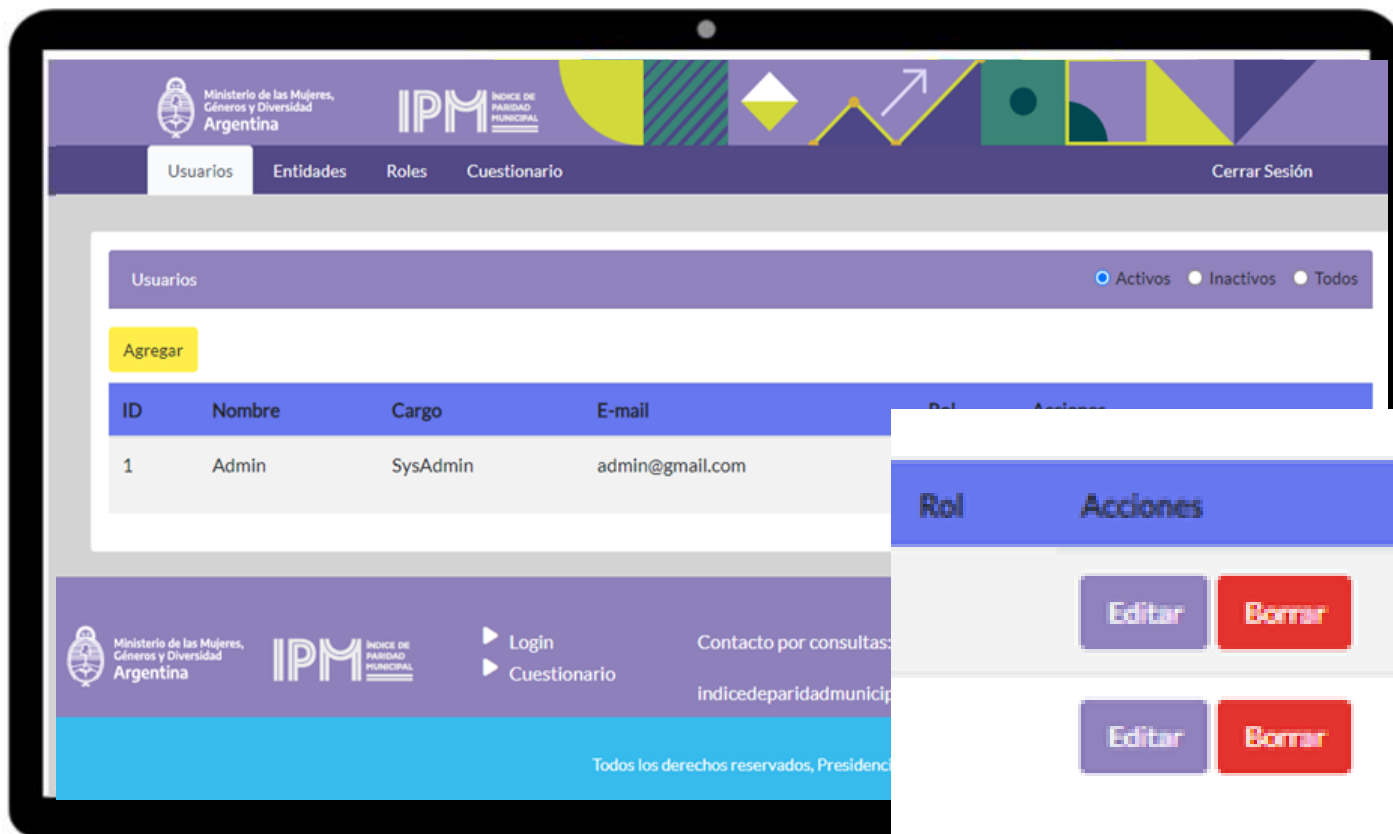 Ministerio de las Mujeres,
Géneros y Diversidad
Argentina
IPM ÍNDICE DE
PARIDAD
MUNICIPAL
Usuarios Entidades Roles Cuestionario Cerrar Sesión
Usuarios Activos Inactivos Todos
Agregar
ID Nombre Cargo E-mail Rol Acciones
1 Admin SysAdmin admin@gmail.com
Rol Acciones
Editar Borrar
Editar Borrar
Ministerio de las Mujeres,
Géneros y Diversidad
Argentina
IPM ÍNDICE DE
PARIDAD
MUNICIPAL
Login
Cuestionario
Contacto por consultas:
indicedeparidadmunicip
Todos los derechos reservados, Presidenci